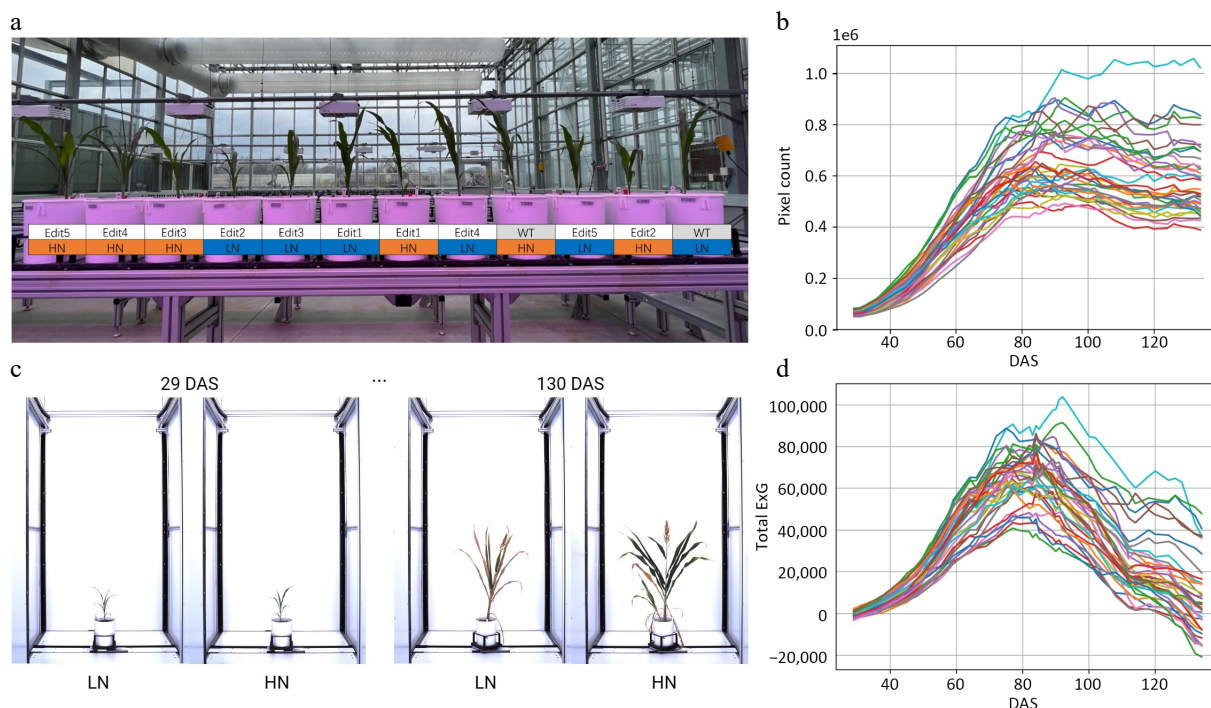 a
Edit5 Edit4 Edit3 Edit2 Edit3 Edit1 Edit1 Edit4 WT Edit5 Edit2 WT
HN HN HN LN LN LN HN LN HN LN HN LN
b
1e6
1.0
0.8
0.6
0.6
0.4
0.2
0.0
Pixel count
40 60 80 100 120
DAS
c
29 DAS ... 130 DAS
LN HN LN HN
d
100,000
80,000
60,000
40,000
20,000
0
−20,000
Total ExG
40 60 80 100 120
DAS